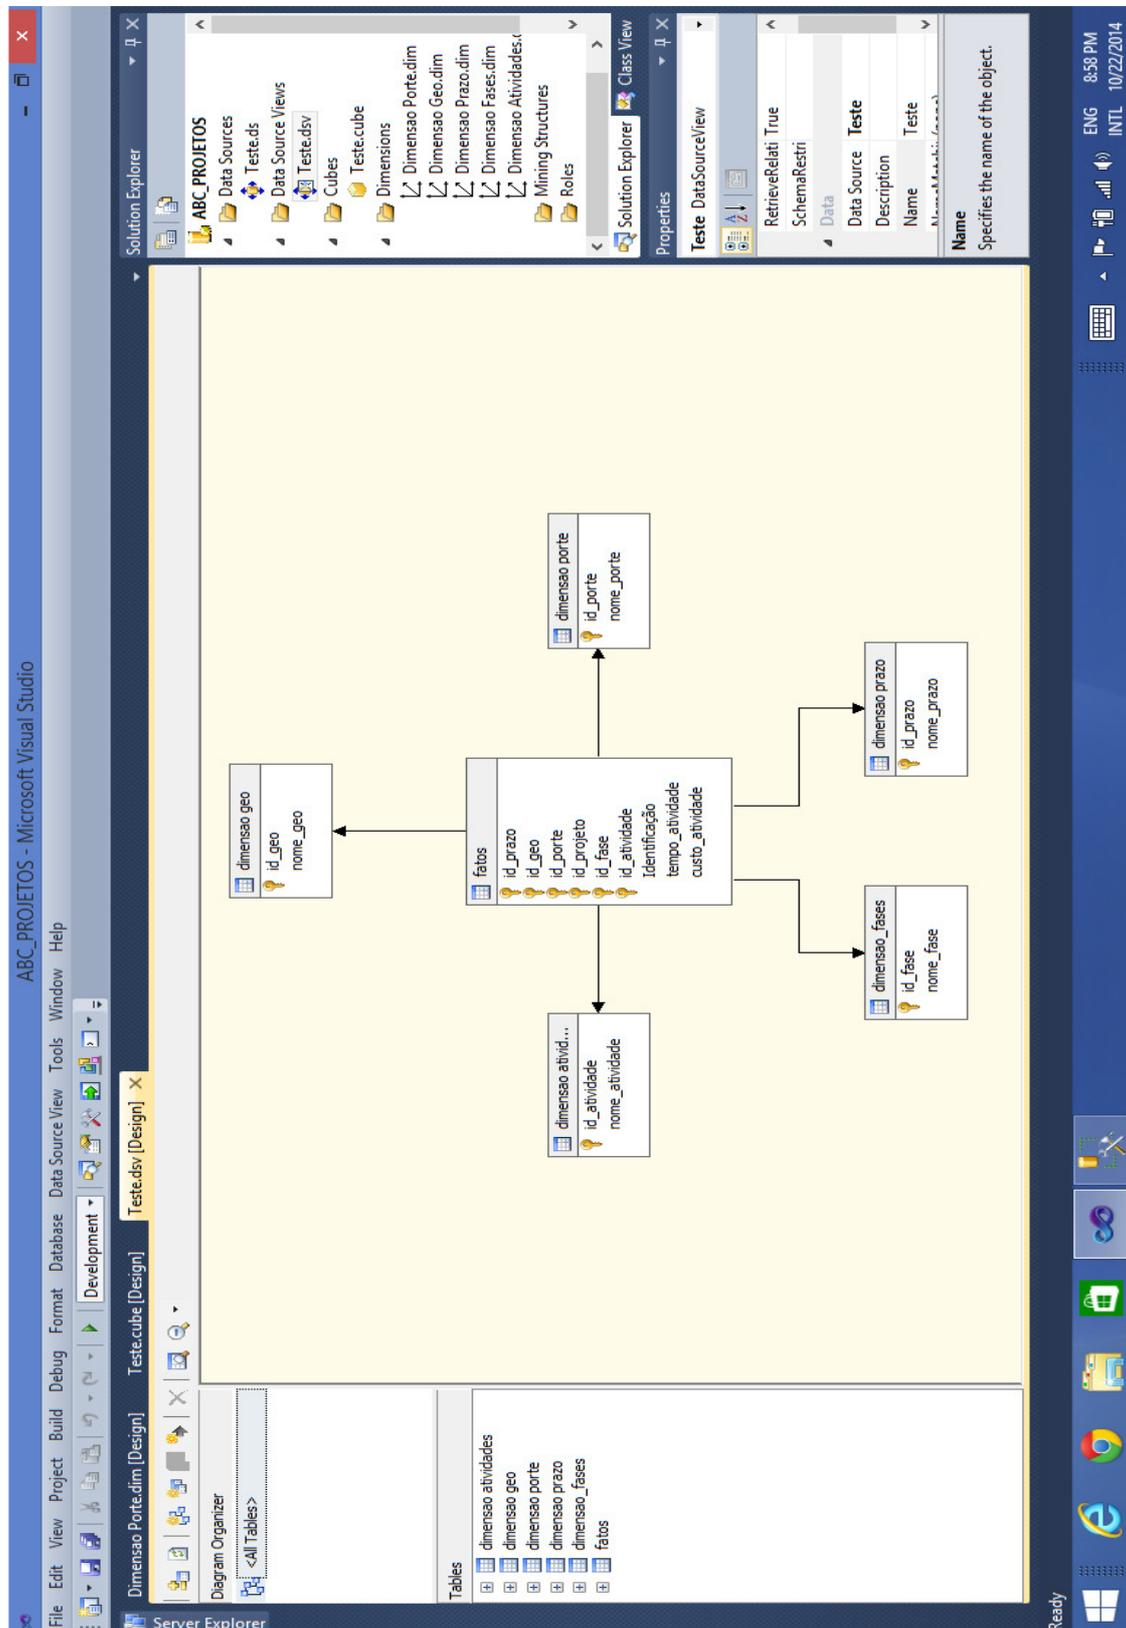 ABC_PROJETOS - Microsoft Visual Studio
File Edit View Project Build Debug Format Database Data Source View Tools Window Help
Development
Server Explorer
Dimensao Porte.dim [Design] Teste.cube [Design] Teste.dsv [Design]
Diagram Organizer
<All Tables>
Tables
dimensao atividades
dimensao geo
dimensao porte
dimensao prazo
dimensao_fases
fatos
dimensao geo
id_geo
nome_geo
dimensao ativid...
id_atividade
nome_atividade
fatos
id_prazo
id_geo
id_porte
id_projeto
id_fase
id_atividade
Identificação
tempo_atividade
custo_atividade
dimensao porte
id_porte
nome_porte
dimensao_fases
id_fase
nome_fase
dimensao prazo
id_prazo
nome_prazo
Solution Explorer
ABC_PROJETOS
Data Sources
Teste.ds
Data Source Views
Teste.dsv
Cubes
Teste.cube
Dimensions
Dimensao Porte.dim
Dimensao Geo.dim
Dimensao Prazo.dim
Dimensao Fases.dim
Dimensao Atividades.
Mining Structures
Roles
Solution Explorer Class View
Properties
Teste DataSourceView
RetrieveRelati True
SchemaRestri
Data
Data Source Teste
Description
Name Teste
Name
Specifies the name of the object.
Ready
ENG 8:58 PM
INTL 10/22/2014